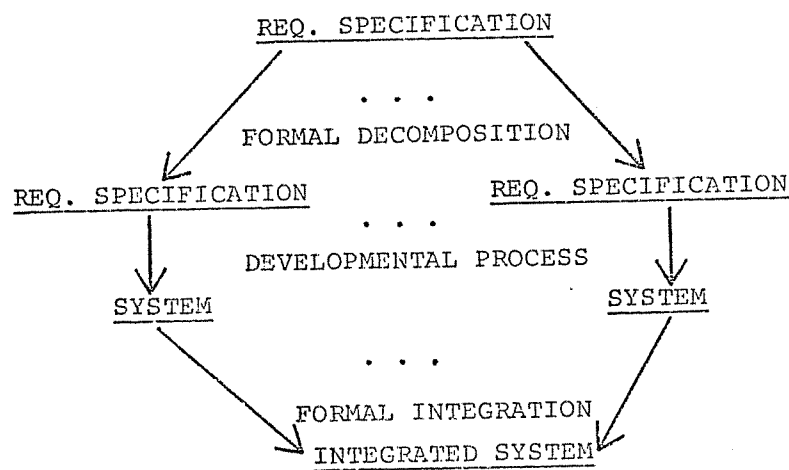 REQ. SPECIFICATION
. . .
FORMAL DECOMPOSITION
REQ. SPECIFICATION REQ. SPECIFICATION
. . .
DEVELOPMENTAL PROCESS
SYSTEM SYSTEM
. . .
FORMAL INTEGRATION
INTEGRATED SYSTEM